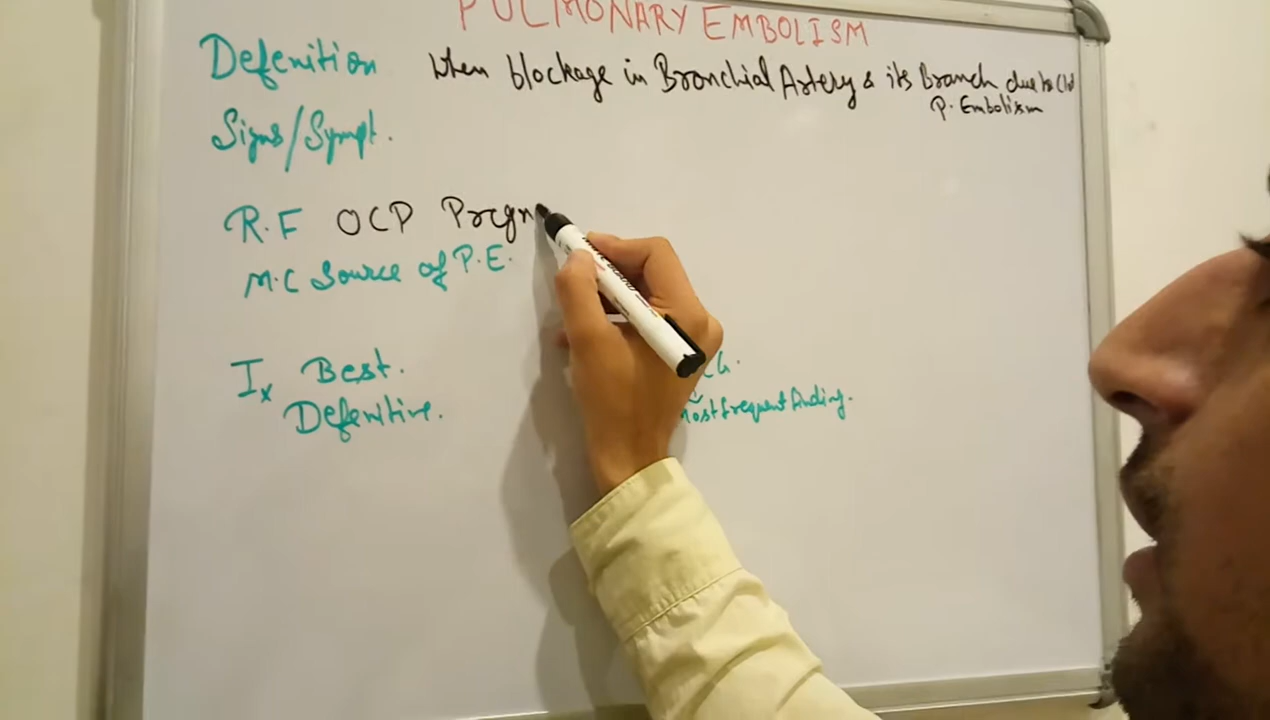 PULMONARY EMBOLISM
Defenition When blockage in Bronchial Artery & its Branch due to Clot
P. Embolism
Signs/Sympt.
R.F OCP Pregn
M.C Source of P.E.
Ix Best.
Defenitive. Most frequent finding.